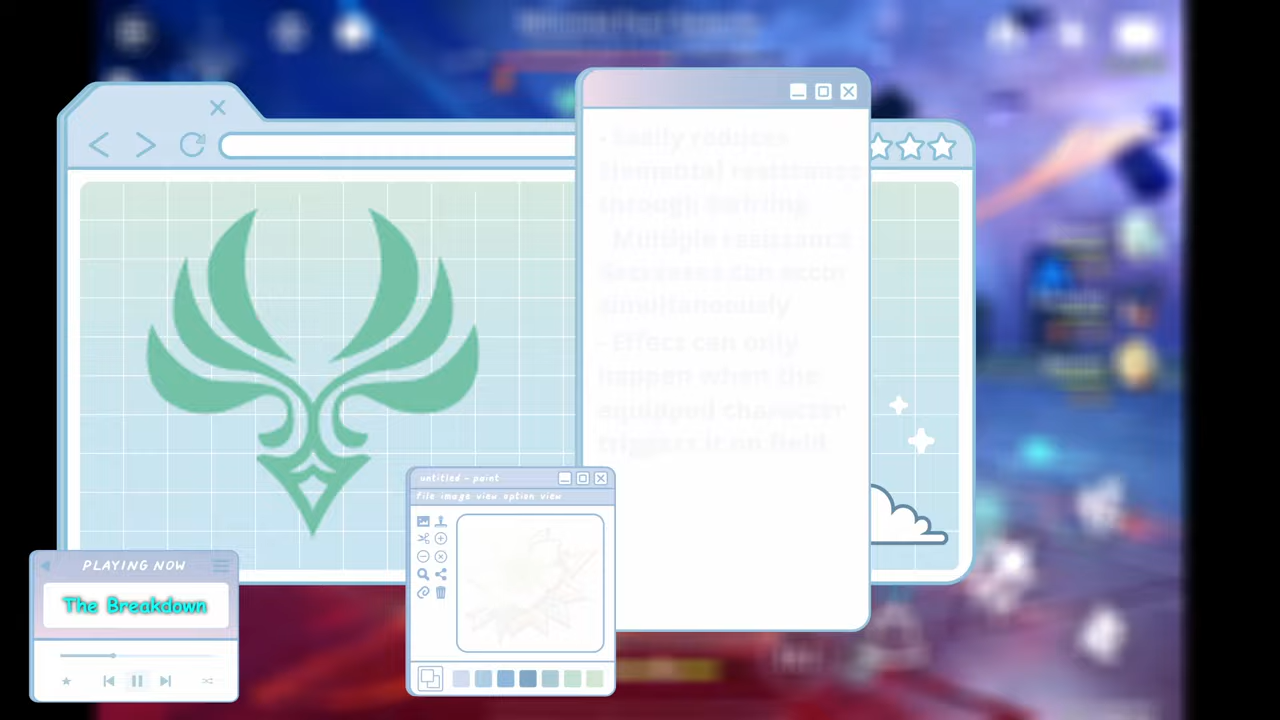 - Easily reduces
Elemental resistance
through Swirling
Multiple resistance
decreases can occur
simultaneously
- Effect can only
happen when the
equipped character
triggers it on field
untitled - paint
file image view option view
PLAYING NOW
The Breakdown